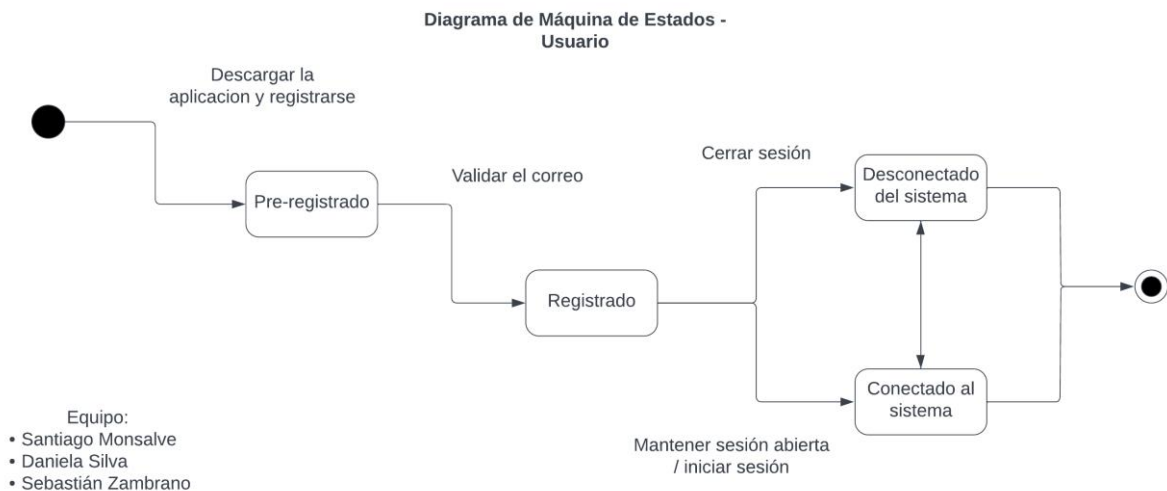 Diagrama de Máquina de Estados -
Usuario
Descargar la
aplicacion y registrarse
Pre-registrado
Validar el correo
Registrado
Cerrar sesión
Desconectado
del sistema
Conectado al
sistema
Mantener sesión abierta
/ iniciar sesión
Equipo:
• Santiago Monsalve
• Daniela Silva
• Sebastián Zambrano